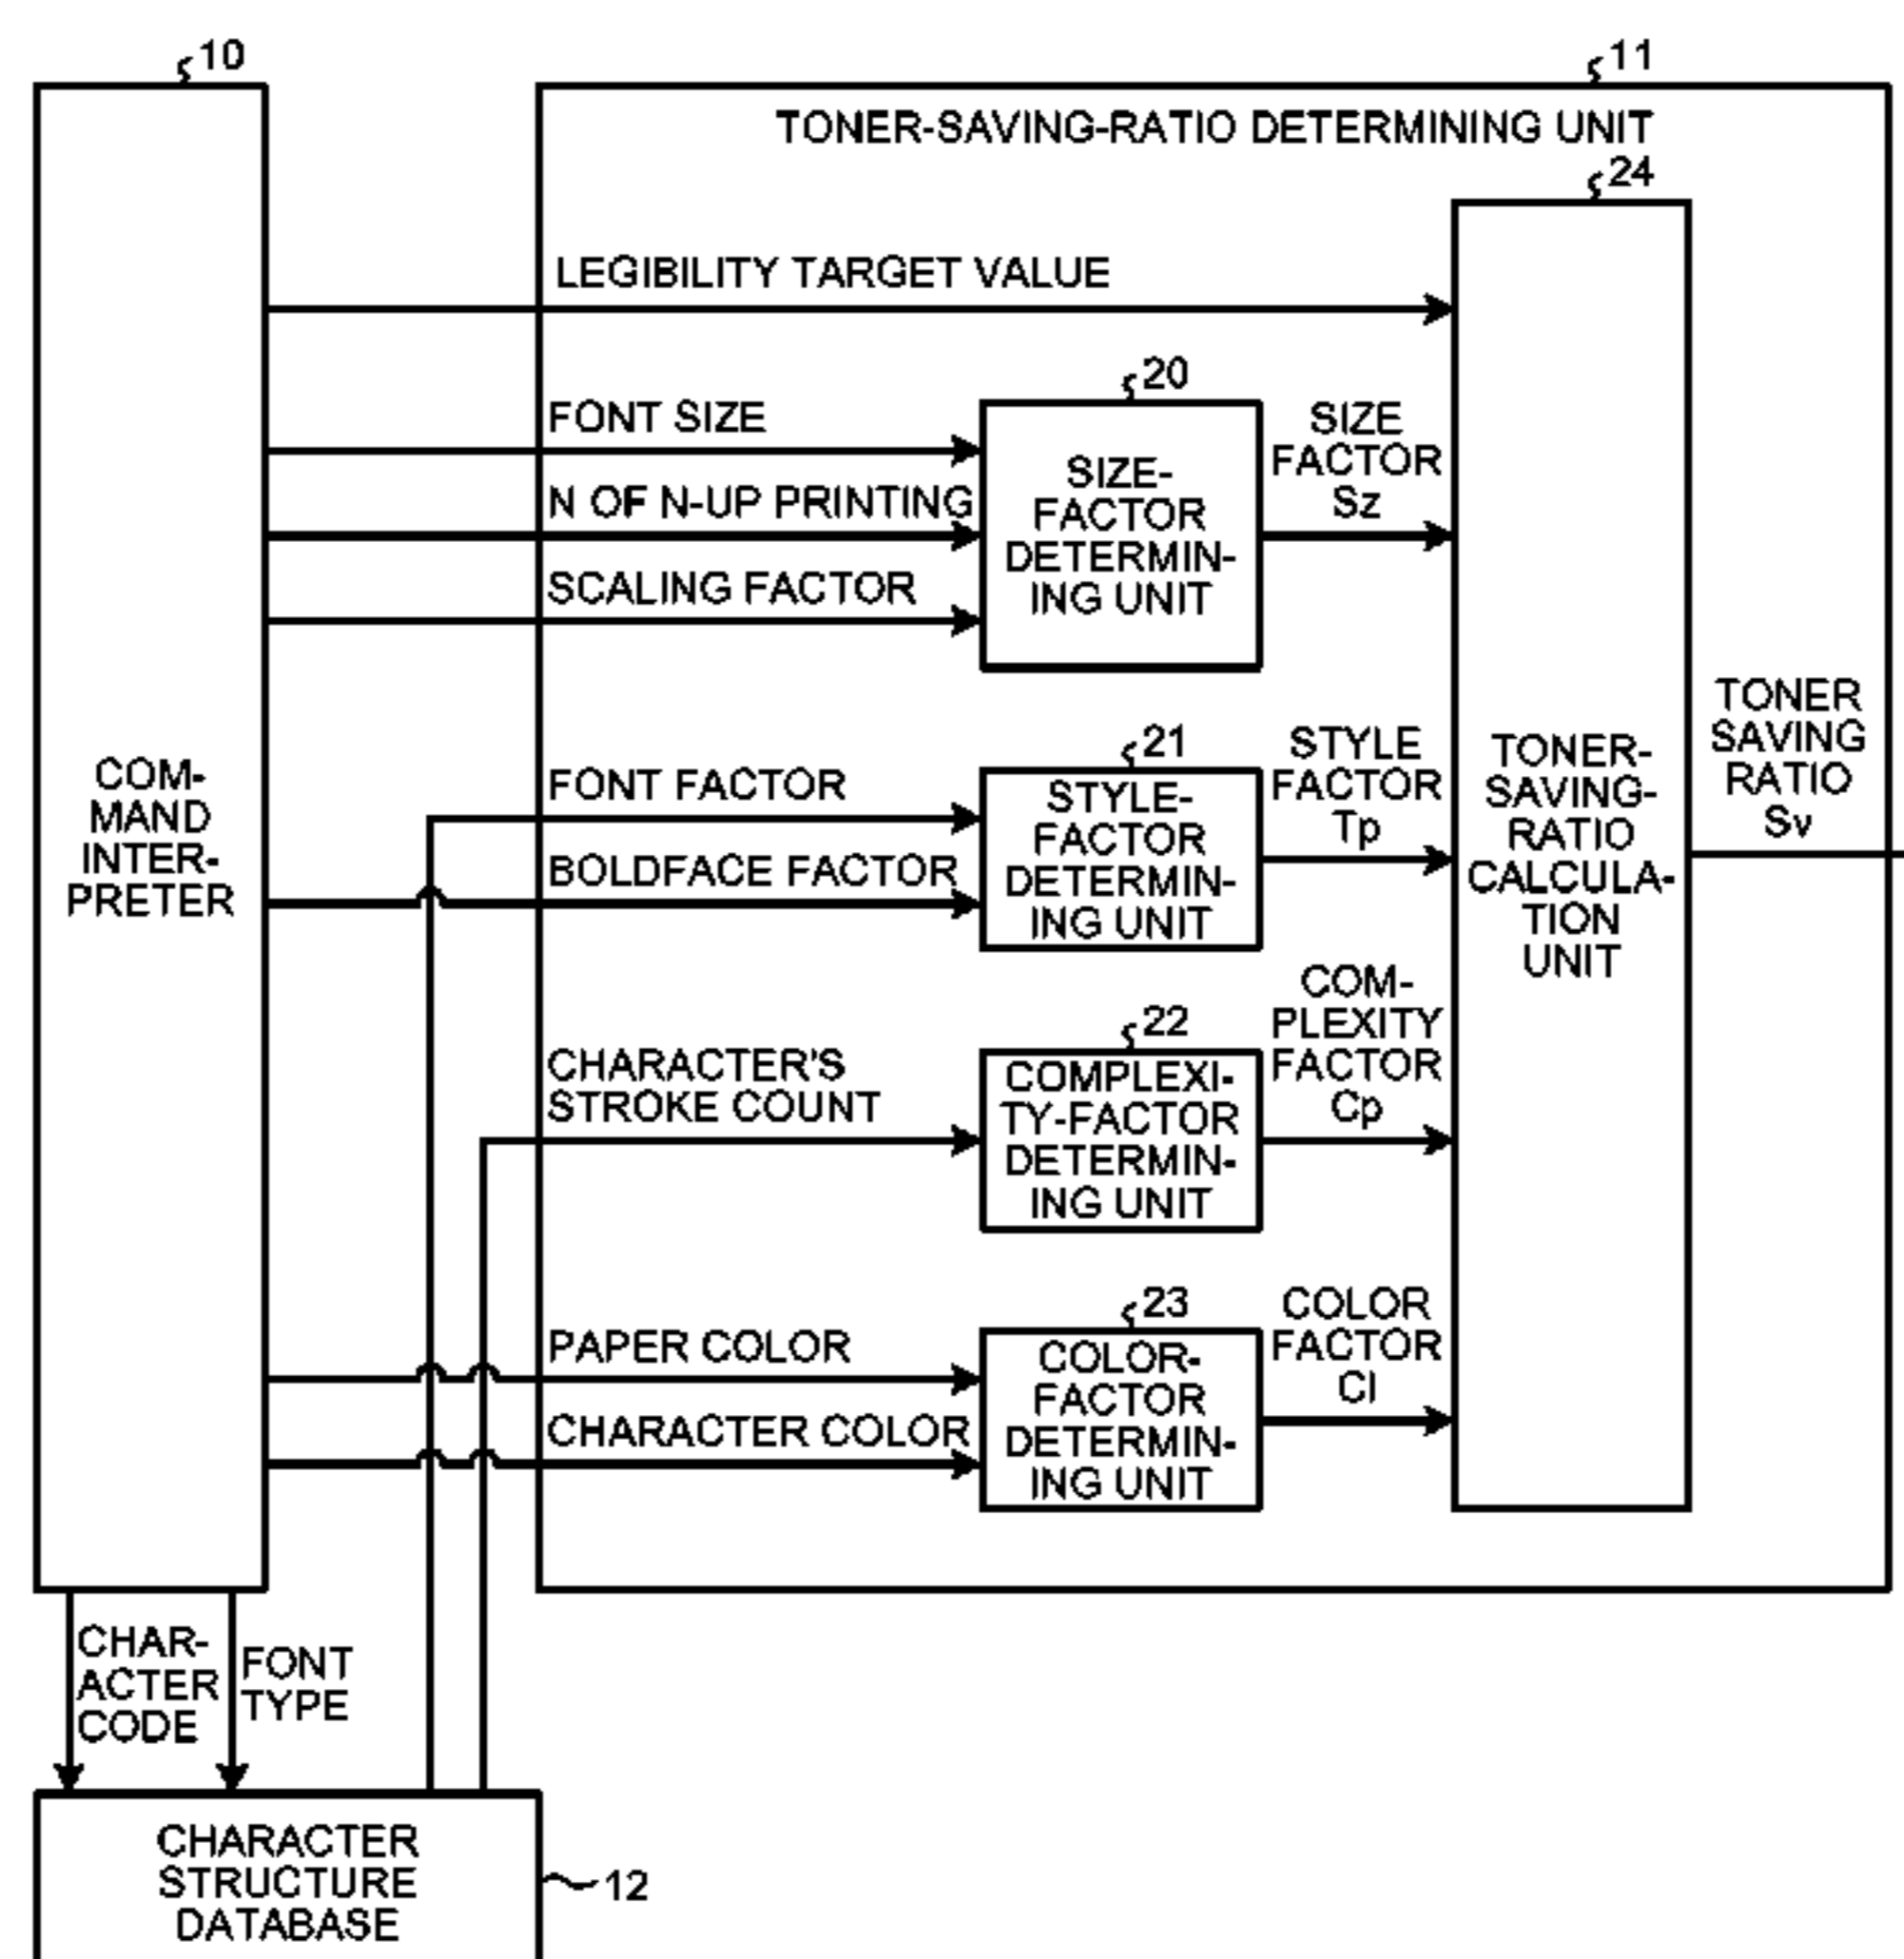 10
11
TONER-SAVING-RATIO DETERMINING UNIT
24
LEGIBILITY TARGET VALUE
20
FONT SIZE
N OF N-UP PRINTING
SCALING FACTOR
SIZE-
FACTOR
DETERMIN-
ING UNIT
SIZE
FACTOR
Sz
COM-
MAND
INTER-
PRETER
21
FONT FACTOR
BOLDFACE FACTOR
STYLE-
FACTOR
DETERMIN-
ING UNIT
STYLE
FACTOR
Tp
TONER-
SAVING-
RATIO
CALCULA-
TION
UNIT
TONER
SAVING
RATIO
Sv
22
CHARACTER'S
STROKE COUNT
COMPLEXI-
TY-FACTOR
DETERMIN-
ING UNIT
COM-
PLEXITY
FACTOR
Cp
23
PAPER COLOR
CHARACTER COLOR
COLOR-
FACTOR
DETERMIN-
ING UNIT
COLOR
FACTOR
Cl
CHAR-
ACTER
CODE
FONT
TYPE
CHARACTER
STRUCTURE
DATABASE
12